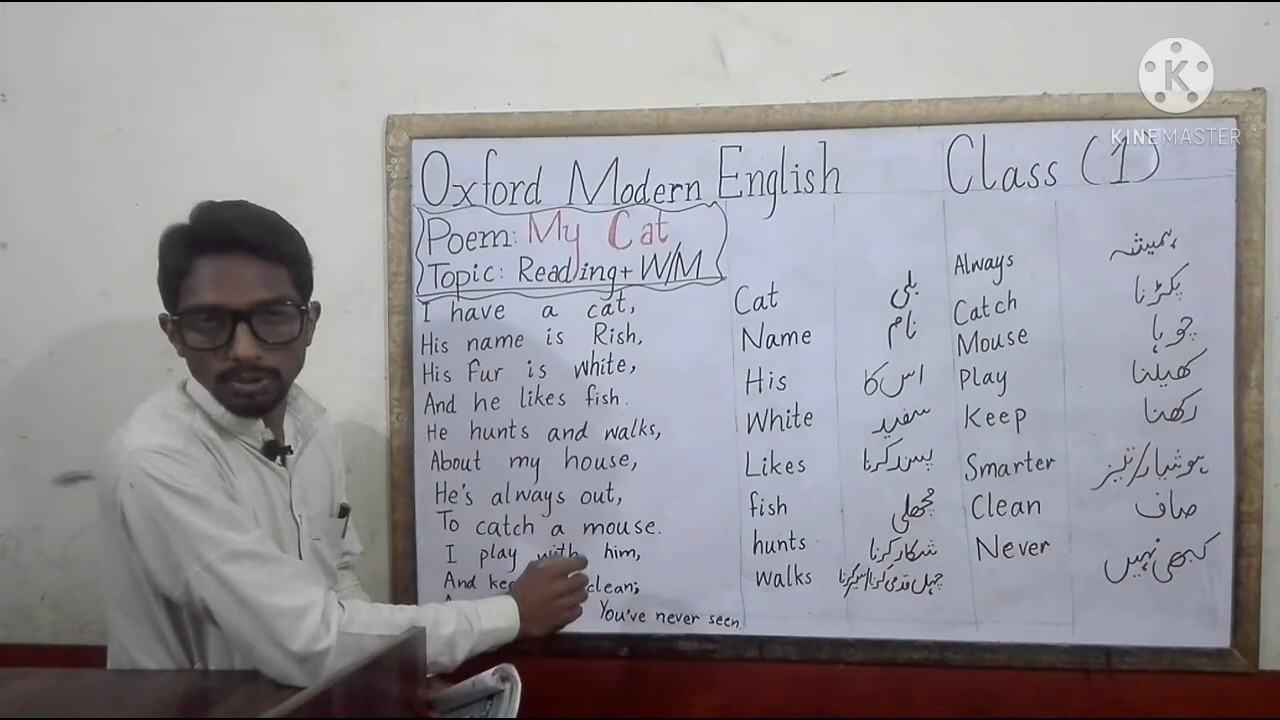 K
KINEMASTER
Oxford Modern English Class (1)
Poem: My Cat
Topic: Reading + W/M
I have a cat,
His name is Rish,
His Fur is white,
And he likes fish.
He hunts and walks,
About my house,
He's always out,
To catch a mouse.
I play with him,
And clean;
You've never seen.
Cat بلی
Name نام
His اس کا
White سفید
Likes پسند کرنا
fish مچھلی
hunts شکار کرنا
walks چہل قدمی کرنا
Always ہمیشہ
Catch پکڑنا
Mouse چوہا
Play کھیلنا
Keep رکھنا
Smarter ہوشیار/تیز
Clean صاف
Never کبھی نہیں